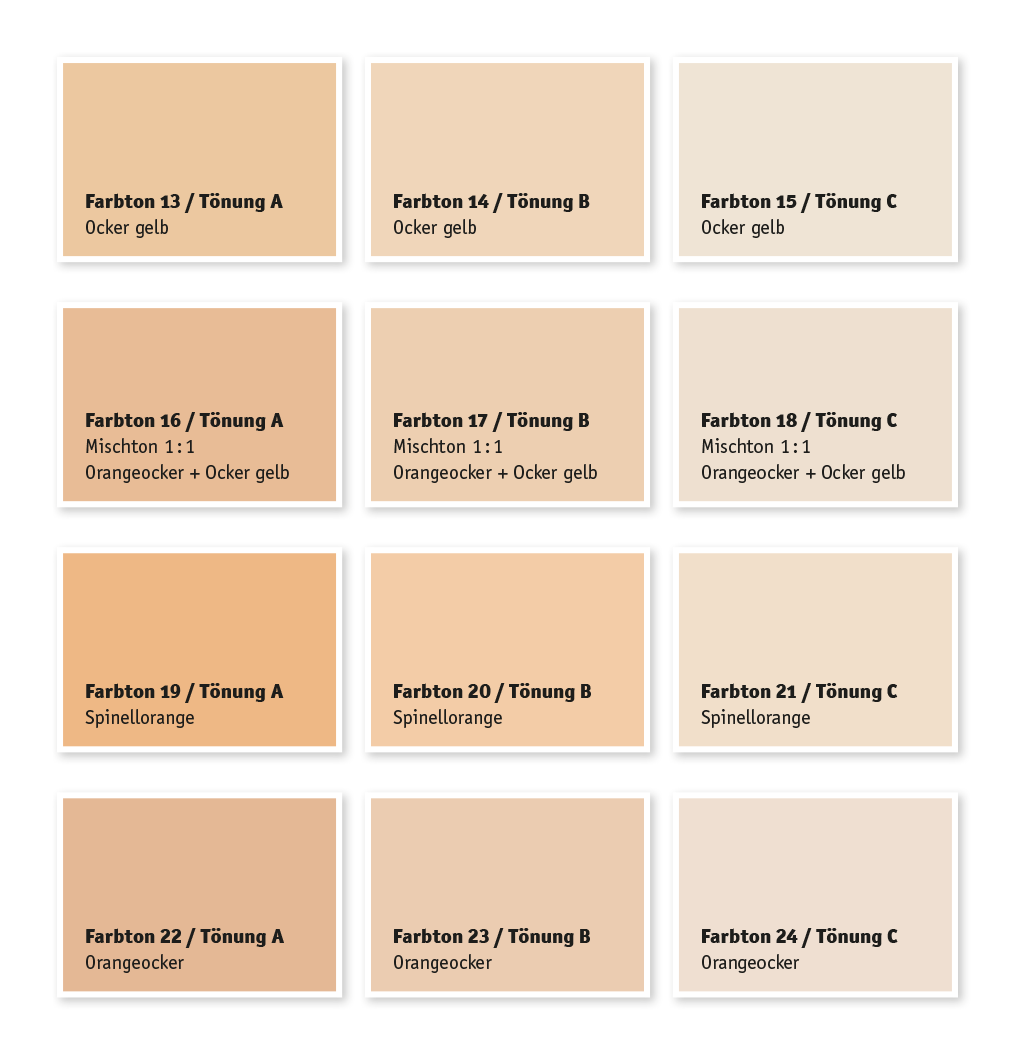 Farbton 13 / Tönung A
Ocker gelb
Farbton 14 / Tönung B
Ocker gelb
Farbton 15 / Tönung C
Ocker gelb
Farbton 16 / Tönung A
Mischton 1:1
Orangeocker + Ocker gelb
Farbton 17 / Tönung B
Mischton 1:1
Orangeocker + Ocker gelb
Farbton 18 / Tönung C
Mischton 1:1
Orangeocker + Ocker gelb
Farbton 19 / Tönung A
Spinellorange
Farbton 20 / Tönung B
Spinellorange
Farbton 21 / Tönung C
Spinellorange
Farbton 22 / Tönung A
Orangeocker
Farbton 23 / Tönung B
Orangeocker
Farbton 24 / Tönung C
Orangeocker